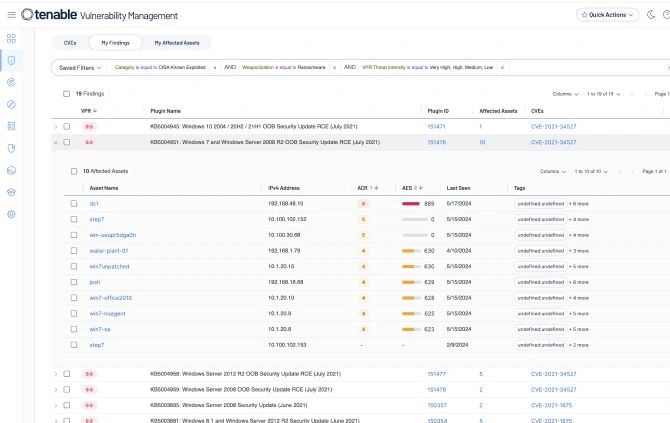 tenable Vulnerability Management
Quick Actions
CVEs My Findings My Affected Assets
Saved Filters Category is equal to CISA Known Exploited × AND Weaponization is equal to Ransomware × AND VPR Threat Intensity is equal to Very High, High, Medium, Low ×
19 Findings Columns 1 to 19 of 19 Page 1
VPR Plugin Name Plugin ID Affected Assets CVEs
9.8 KB5004945: Windows 10 2004 / 20H2 / 21H1 OOB Security Update RCE (July 2021) 151471 1 CVE-2021-34527
9.8 KB5004951: Windows 7 and Windows Server 2008 R2 OOB Security Update RCE (July 2021) 151476 10 CVE-2021-34527
10 Affected Assets Columns 1 to 10 of 10 Page 1 of 1
Asset Name IPv4 Address ACR 1 AES 2 Last Seen Tags
dc1 192.168.48.10 8 889 5/17/2024 undefined:undefined + 8 more
step7 10.100.102.152 5 0 5/15/2024 undefined:undefined + 4 more
win-ueupt5dga0h 10.100.30.68 5 0 5/15/2024 undefined:undefined + 4 more
water-plant-01 192.168.1.79 4 630 4/10/2024 undefined:undefined + 3 more
win7unpatched 10.1.20.15 4 630 5/15/2024 undefined:undefined + 5 more
josh 192.168.16.68 4 629 5/15/2024 undefined:undefined + 6 more
win7-office2010 10.1.20.10 4 628 5/15/2024 undefined:undefined + 4 more
win7-noagent 10.1.20.9 4 625 5/15/2024 undefined:undefined + 5 more
win7-sa 10.1.20.8 4 623 5/15/2024 undefined:undefined + 5 more
step7 10.100.102.153 - - 2/9/2024 undefined:undefined + 2 more
9.8 KB5004958: Windows Server 2012 R2 OOB Security Update RCE (July 2021) 151477 5 CVE-2021-34527
9.8 KB5004959: Windows Server 2008 OOB Security Update RCE (July 2021) 151478 2 CVE-2021-34527
9.8 KB5003695: Windows Server 2008 Security Update (June 2021) 150357 2 CVE-2021-1675
9.8 KB5003681: Windows 8.1 and Windows Server 2012 R2 Security Update (June 2021) 150354 5 CVE-2021-1675